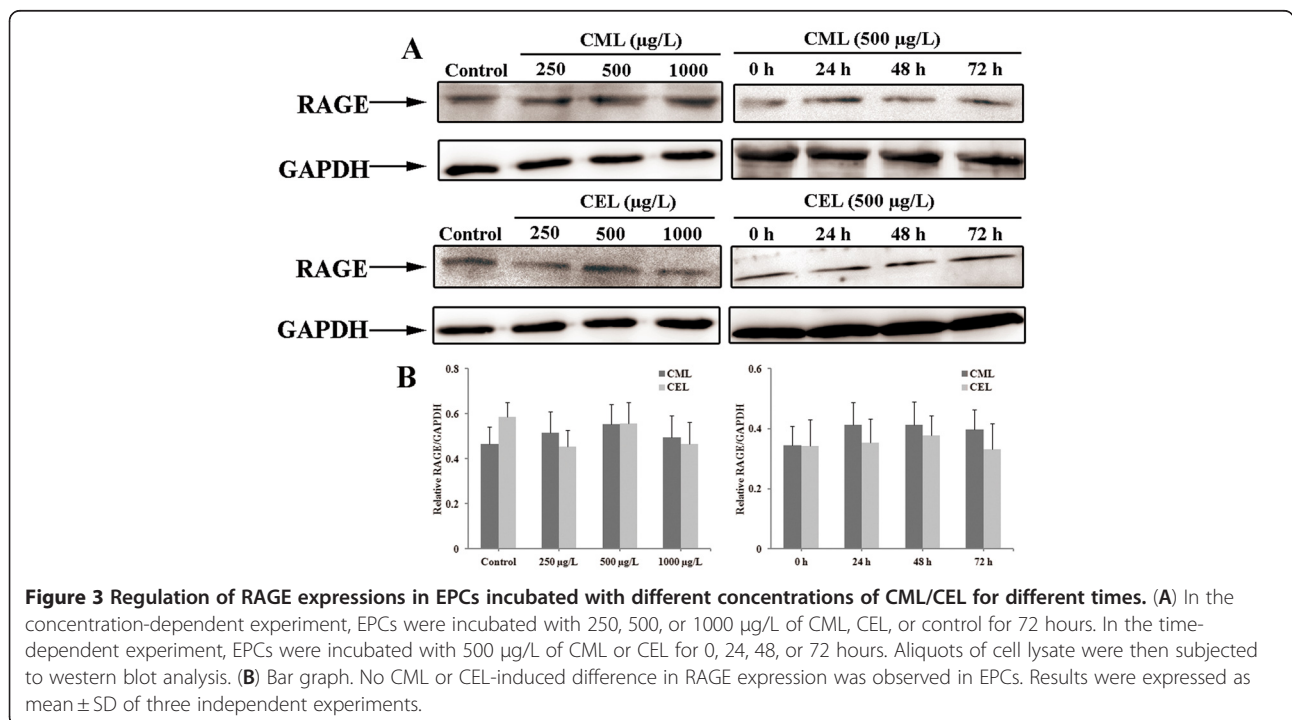 A
CML (µg/L)
CML (500 µg/L)
Control 250 500 1000
0 h 24 h 48 h 72 h
RAGE
GAPDH
CEL (µg/L)
CEL (500 µg/L)
Control 250 500 1000
0 h 24 h 48 h 72 h
RAGE
GAPDH
B
Relative RAGE/GAPDH
0.8
0.6
0.4
0.2
0
CML
CEL
Control 250 µg/L 500 µg/L 1000 µg/L
Relative RAGE/GAPDH
0.6
0.4
0.2
0
CML
CEL
0 h 24 h 48 h 72 h
Figure 3 Regulation of RAGE expressions in EPCs incubated with different concentrations of CML/CEL for different times. (A) In the
concentration-dependent experiment, EPCs were incubated with 250, 500, or 1000 µg/L of CML, CEL, or control for 72 hours. In the time-
dependent experiment, EPCs were incubated with 500 µg/L of CML or CEL for 0, 24, 48, or 72 hours. Aliquots of cell lysate were then subjected
to western blot analysis. (B) Bar graph. No CML or CEL-induced difference in RAGE expression was observed in EPCs. Results were expressed as
mean ± SD of three independent experiments.